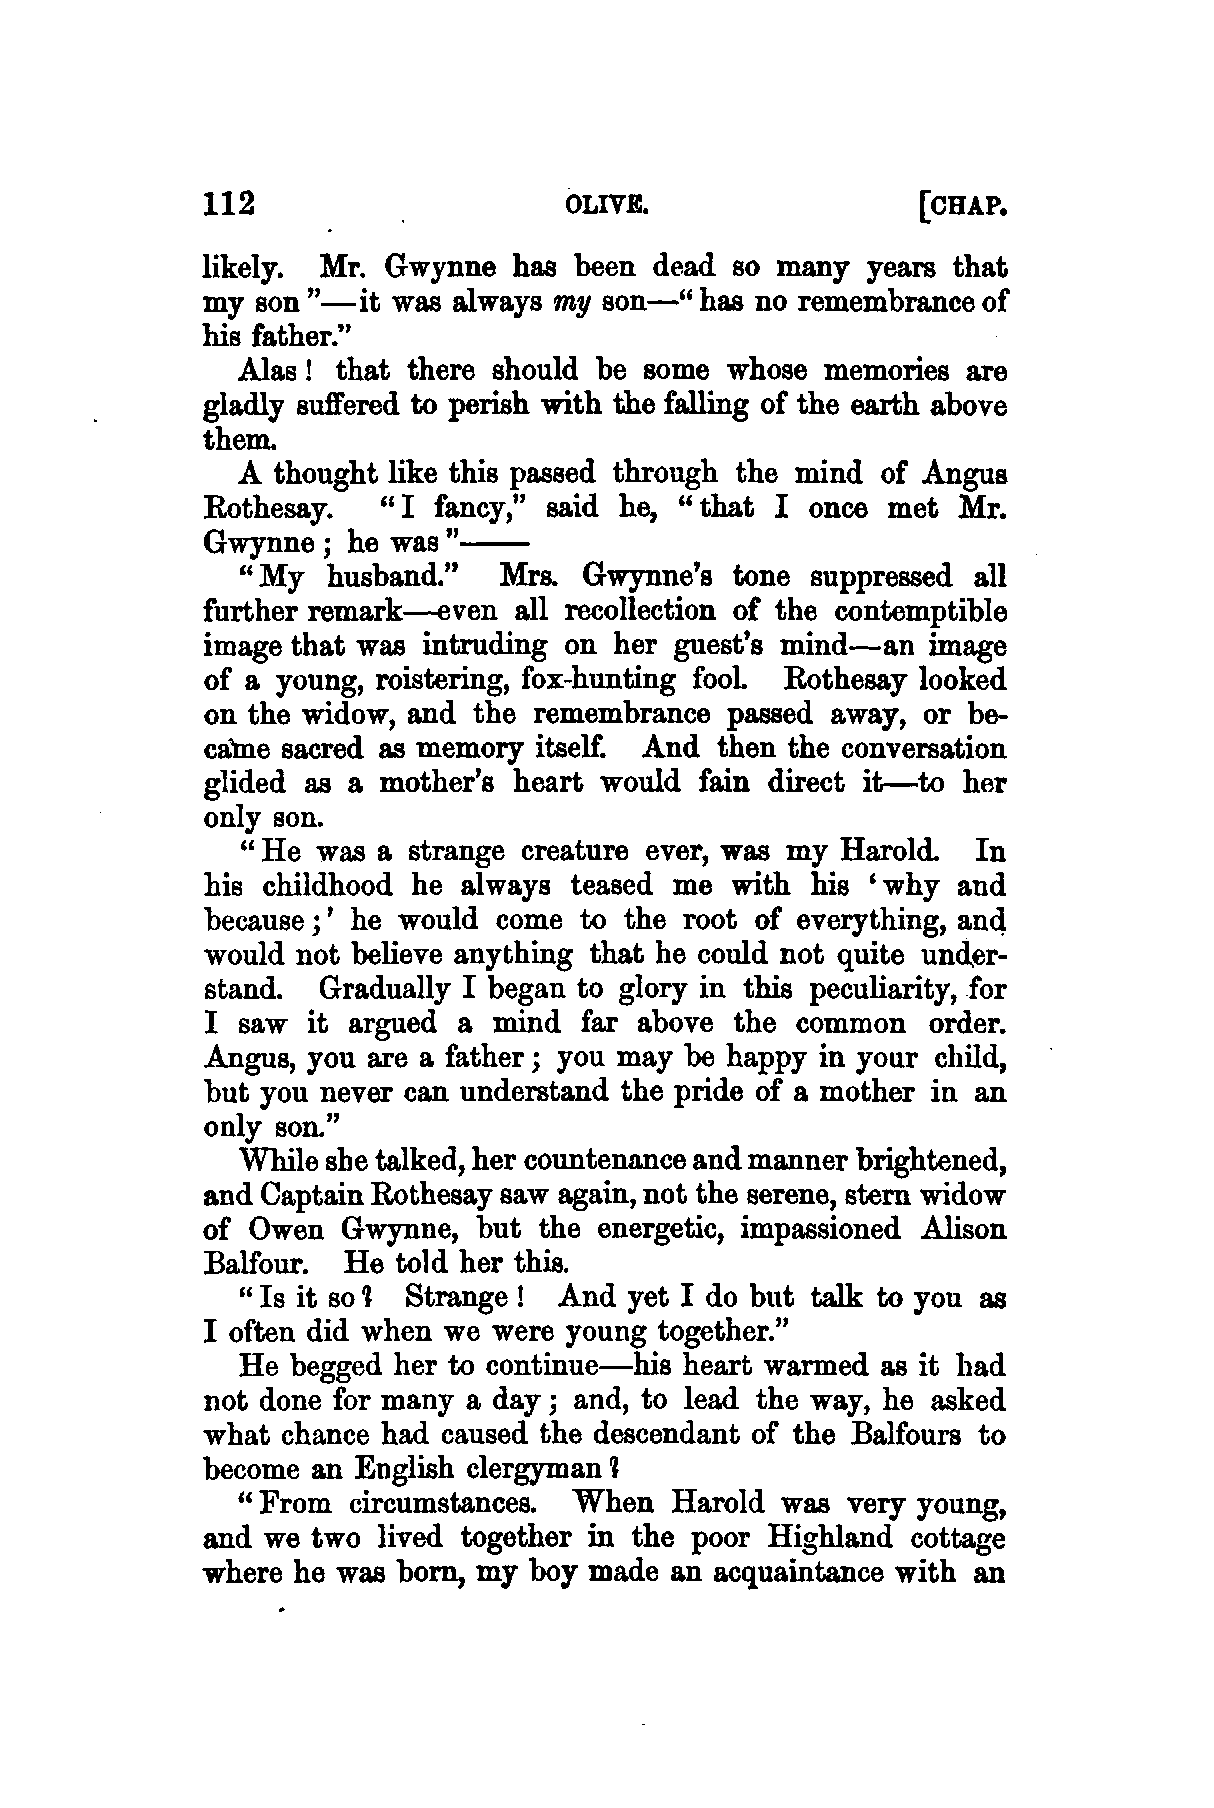 112 OLIVE. [CHAP.
likely. Mr. Gwynne has been dead so many years that
my son"—it was always my son—"has no remembrance of
his father."
Alas! that there should be some whose memories are
gladly suffered to perish with the falling of the earth above
them.
A thought like this passed through the mind of Angus
Rothesay. "I fancy," said he, "that I once met Mr.
Gwynne; he was"——
"My husband." Mrs. Gwynne's tone suppressed all
further remark—even all recollection of the contemptible
image that was intruding on her guest's mind—an image
of a young, roistering, fox-hunting fool. Rothesay looked
on the widow, and the remembrance passed away, or be-
came sacred as memory itself. And then the conversation
glided as a mother's heart would fain direct it—to her
only son.
"He was a strange creature ever, was my Harold. In
his childhood he always teased me with his 'why and
because;' he would come to the root of everything, and
would not believe anything that he could not quite under-
stand. Gradually I began to glory in this peculiarity, for
I saw it argued a mind far above the common order.
Angus, you are a father; you may be happy in your child,
but you never can understand the pride of a mother in an
only son."
While she talked, her countenance and manner brightened,
and Captain Rothesay saw again, not the serene, stern widow
of Owen Gwynne, but the energetic, impassioned Alison
Balfour. He told her this.
"Is it so? Strange! And yet I do but talk to you as
I often did when we were young together."
He begged her to continue—his heart warmed as it had
not done for many a day; and, to lead the way, he asked
what chance had caused the descendant of the Balfours to
become an English clergyman?
"From circumstances. When Harold was very young,
and we two lived together in the poor Highland cottage
where he was born, my boy made an acquaintance with an